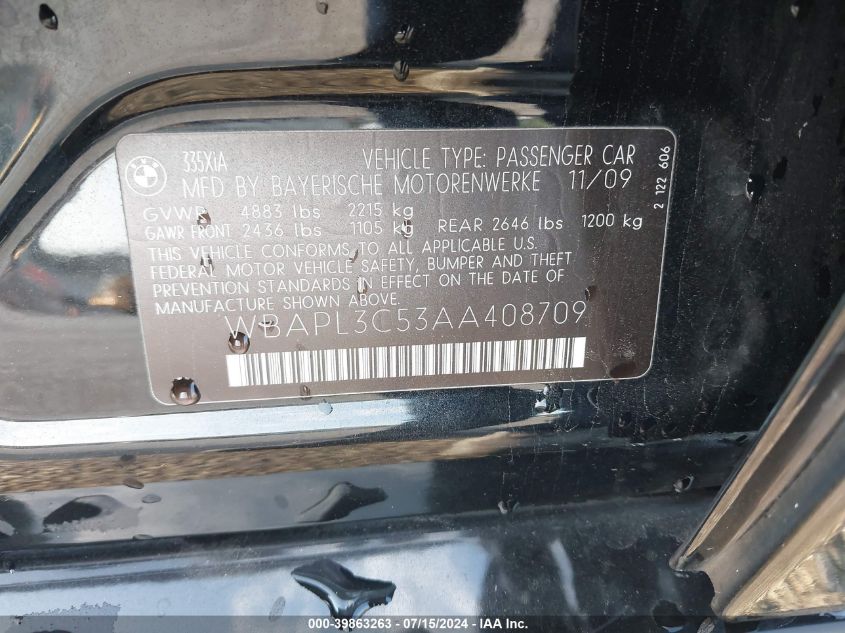 BMW
335XiA VEHICLE TYPE: PASSENGER CAR
MFD BY BAYERISCHE MOTORENWERKE 11/09
GVWR 4883 lbs 2215 kg
GAWR FRONT 2436 lbs 1105 kg REAR 2646 lbs 1200 kg
THIS VEHICLE CONFORMS TO ALL APPLICABLE U.S.
FEDERAL MOTOR VEHICLE SAFETY, BUMPER AND THEFT
PREVENTION STANDARDS IN EFFECT ON THE DATE OF
MANUFACTURE SHOWN ABOVE.
WBAPL3C53AA408709
2 122 606
000-39863263 - 07/15/2024 - IAAI.com